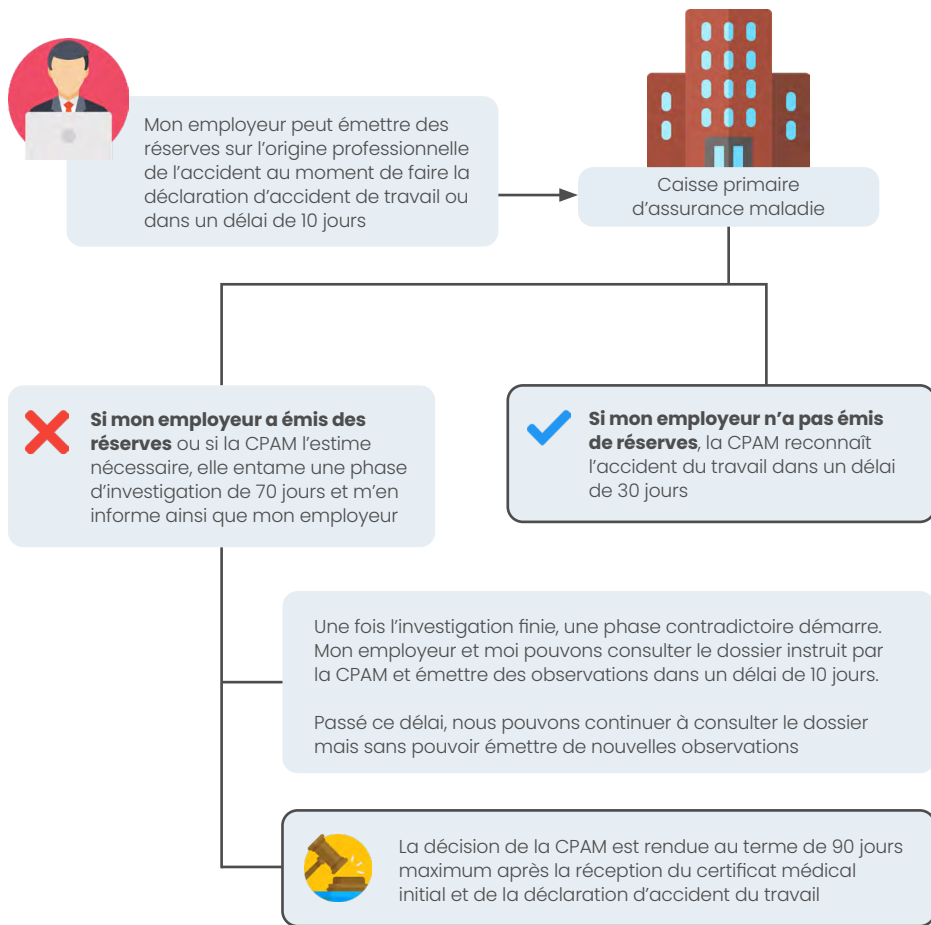 Mon employeur peut émettre des
réserves sur l'origine professionnelle
de l'accident au moment de faire la
déclaration d'accident de travail ou
dans un délai de 10 jours
Caisse primaire
d'assurance maladie
Si mon employeur a émis des
réserves ou si la CPAM l'estime
nécessaire, elle entame une phase
d'investigation de 70 jours et m'en
informe ainsi que mon employeur
Si mon employeur n'a pas émis
de réserves, la CPAM reconnaît
l'accident du travail dans un délai
de 30 jours
Une fois l'investigation finie, une phase contradictoire démarre.
Mon employeur et moi pouvons consulter le dossier instruit par
la CPAM et émettre des observations dans un délai de 10 jours.
Passé ce délai, nous pouvons continuer à consulter le dossier
mais sans pouvoir émettre de nouvelles observations
La décision de la CPAM est rendue au terme de 90 jours
maximum après la réception du certificat médical
initial et de la déclaration d'accident du travail